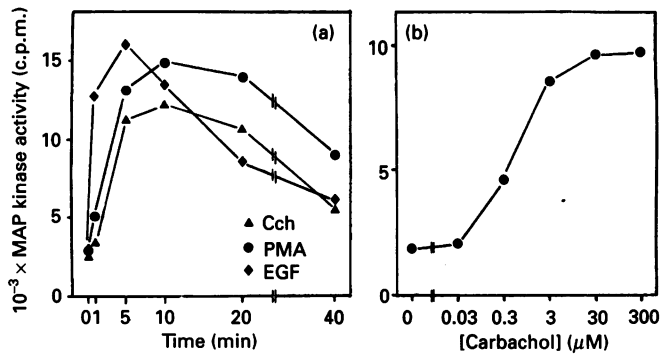 (a)
(b)
10⁻³ × MAP kinase activity (c.p.m.)
15
10
5
0
Cch
PMA
EGF
01 5 10 20 40
Time (min)
10
5
0
0 0.03 0.3 3 30 300
[Carbachol] (μM)